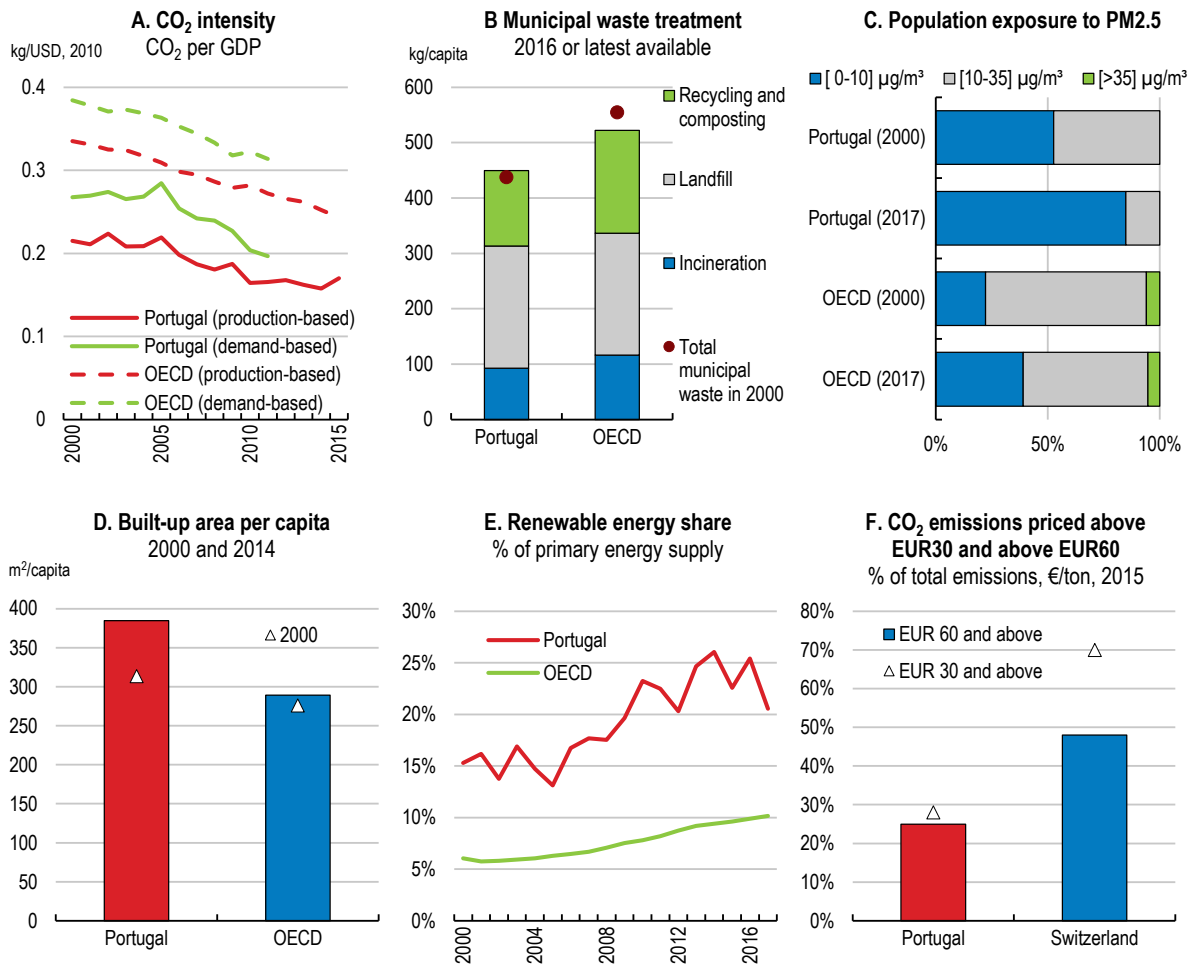 A. CO₂ intensity
CO₂ per GDP
kg/USD, 2010
0.4
0.3
0.2
0.1
0
Portugal (production-based)
Portugal (demand-based)
OECD (production-based)
OECD (demand-based)
2000
2005
2010
2015
B Municipal waste treatment
2016 or latest available
kg/capita
600
500
400
300
200
100
0
Recycling and
composting
Landfill
Incineration
Total
municipal
waste in 2000
Portugal
OECD
C. Population exposure to PM2.5
[ 0-10] µg/m³
[10-35] µg/m³
[>35] µg/m³
Portugal (2000)
Portugal (2017)
OECD (2000)
OECD (2017)
0%
50%
100%
D. Built-up area per capita
2000 and 2014
m²/capita
400
350
300
250
200
150
100
50
0
2000
Portugal
OECD
E. Renewable energy share
% of primary energy supply
30%
25%
20%
15%
10%
5%
0%
Portugal
OECD
2000
2004
2008
2012
2016
F. CO₂ emissions priced above
EUR30 and above EUR60
% of total emissions, €/ton, 2015
80%
70%
60%
50%
40%
30%
20%
10%
0%
EUR 60 and above
EUR 30 and above
Portugal
Switzerland